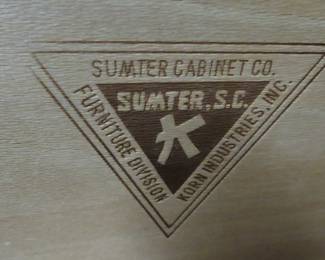 SUMTER CABINET CO.
SUMTER, S.C.
K
FURNITURE DIVISION
KORN INDUSTRIES, INC.